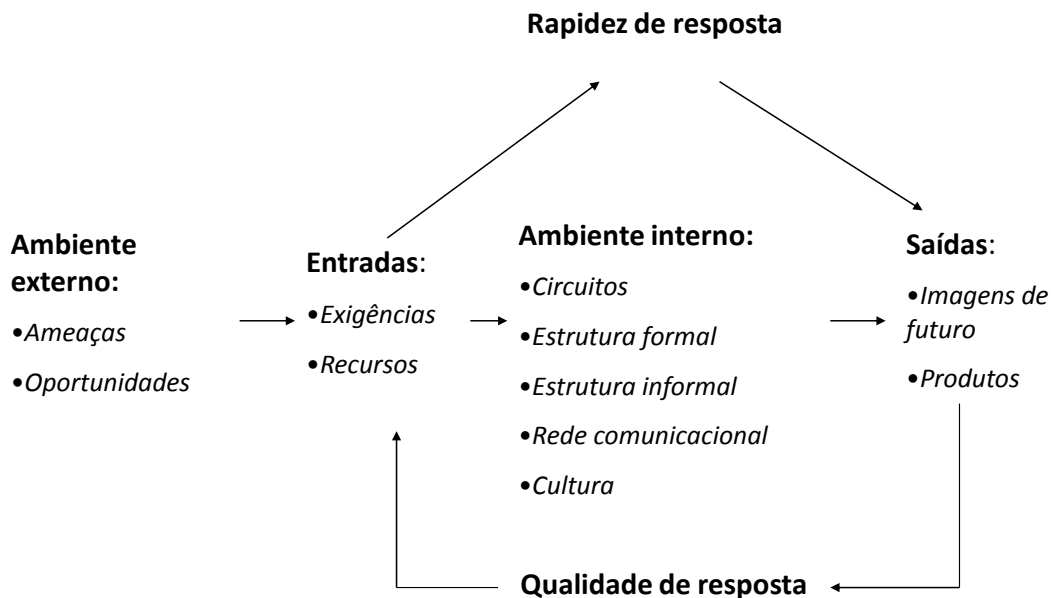 Rapidez de resposta
Ambiente
externo:
•Ameaças
•Oportunidades
Entradas:
•Exigências
•Recursos
Ambiente interno:
•Circuitos
•Estrutura formal
•Estrutura informal
•Rede comunicacional
•Cultura
Saídas:
•Imagens de
futuro
•Produtos
Qualidade de resposta